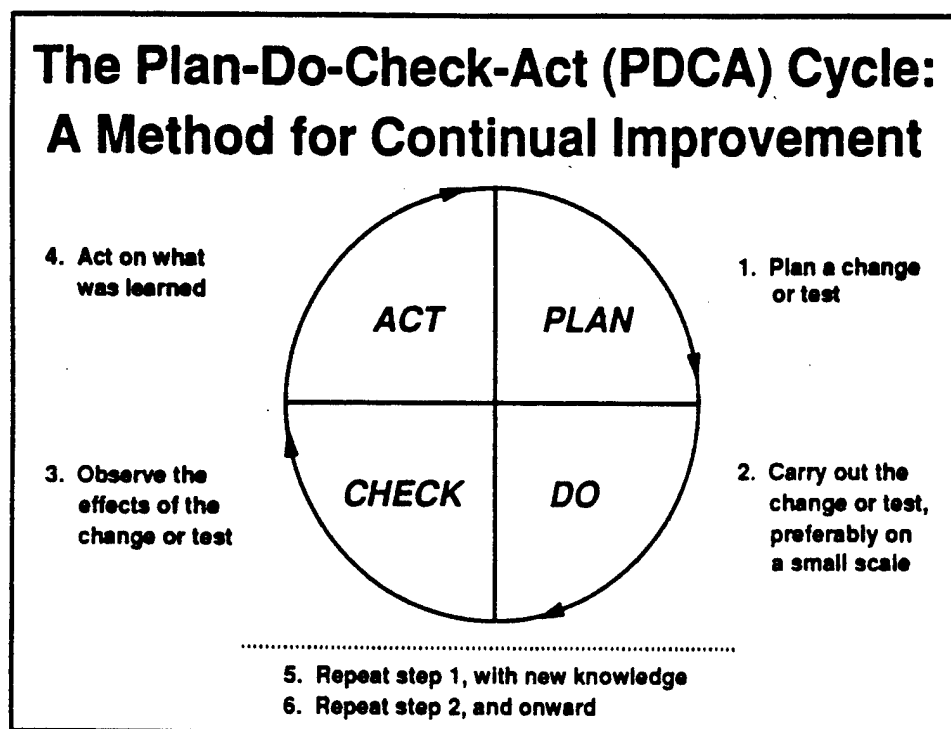 The Plan-Do-Check-Act (PDCA) Cycle:
A Method for Continual Improvement
4. Act on what
was learned
ACT
PLAN
1. Plan a change
or test
3. Observe the
effects of the
change or test
CHECK
DO
2. Carry out the
change or test,
preferably on
a small scale
5. Repeat step 1, with new knowledge
6. Repeat step 2, and onward